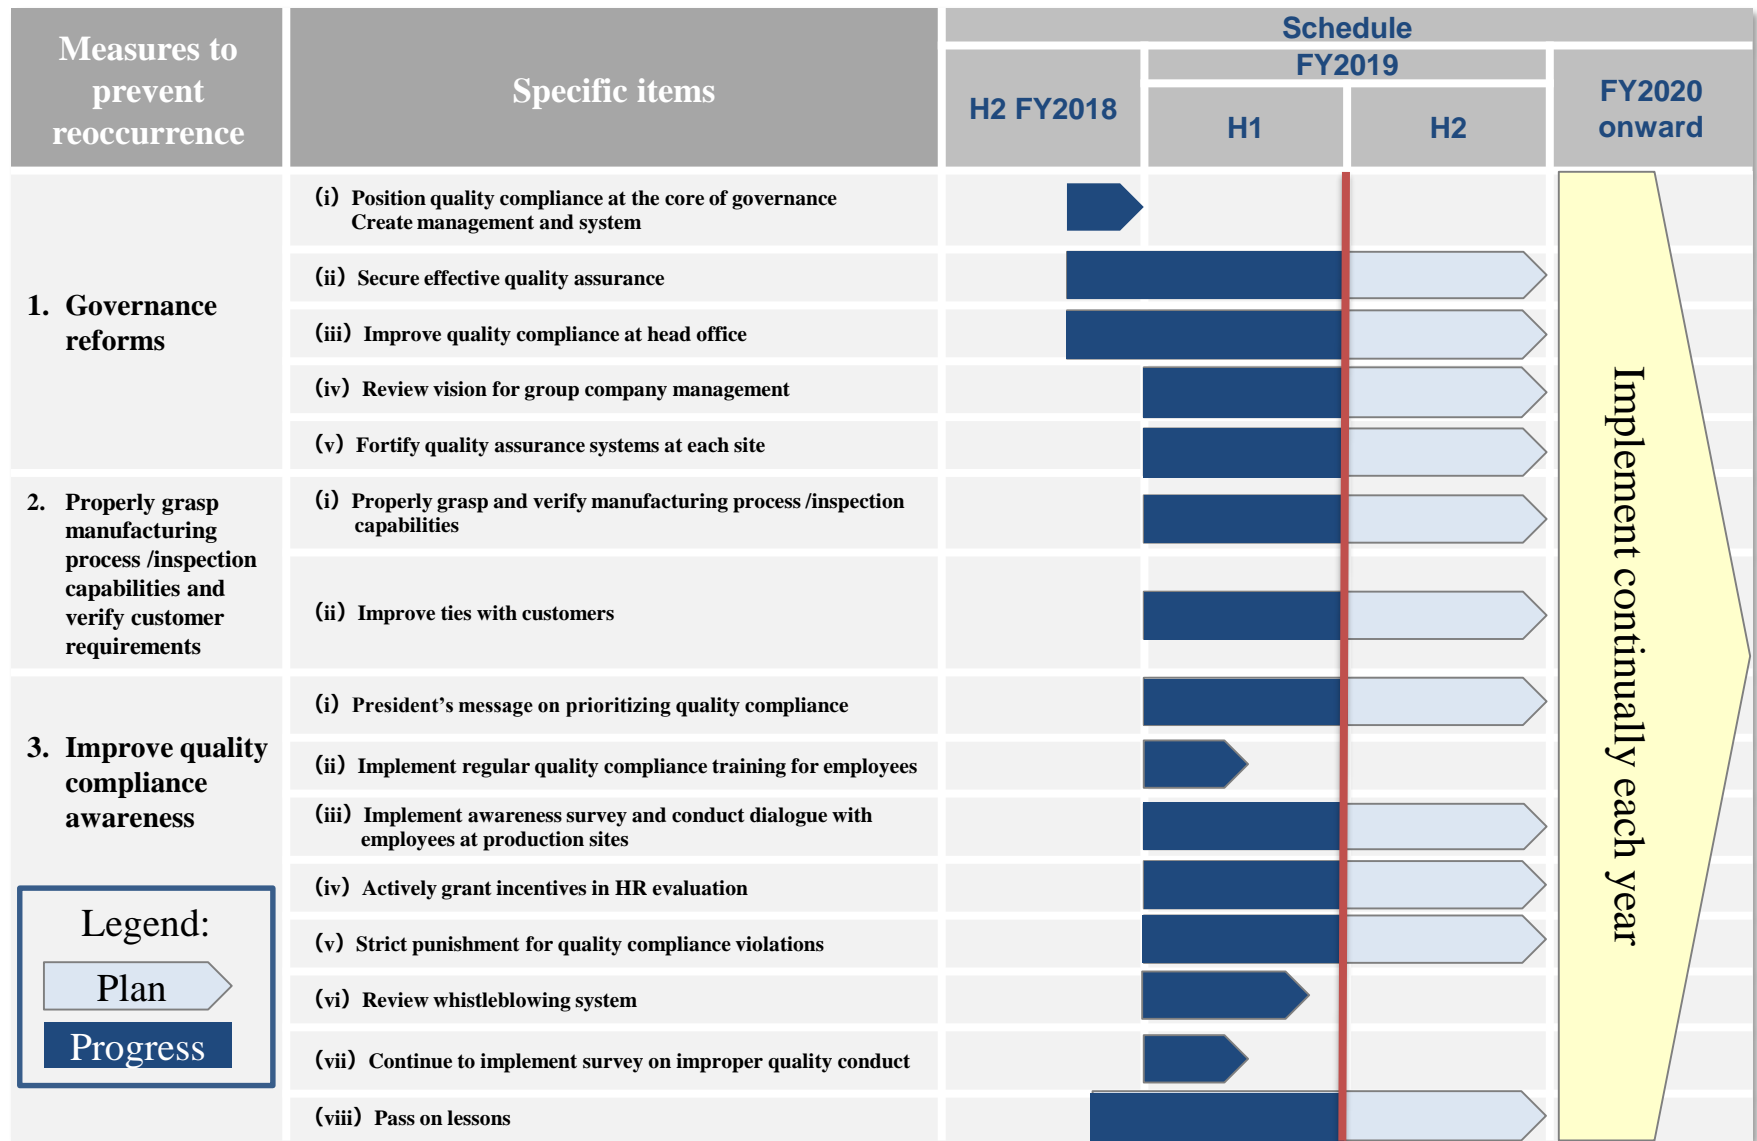 Measures to
prevent
reoccurrence
Specific items
Schedule
H2 FY2018
FY2019
H1
H2
FY2020
onward
1. Governance
reforms
(i) Position quality compliance at the core of governance
Create management and system
(ii) Secure effective quality assurance
(iii) Improve quality compliance at head office
(iv) Review vision for group company management
(v) Fortify quality assurance systems at each site
2. Properly grasp
manufacturing
process /inspection
capabilities and
verify customer
requirements
(i) Properly grasp and verify manufacturing process /inspection
capabilities
(ii) Improve ties with customers
3. Improve quality
compliance
awareness
(i) President’s message on prioritizing quality compliance
(ii) Implement regular quality compliance training for employees
(iii) Implement awareness survey and conduct dialogue with
employees at production sites
(iv) Actively grant incentives in HR evaluation
(v) Strict punishment for quality compliance violations
(vi) Review whistleblowing system
(vii) Continue to implement survey on improper quality conduct
(viii) Pass on lessons
Implement continually each year
Legend:
Plan
Progress